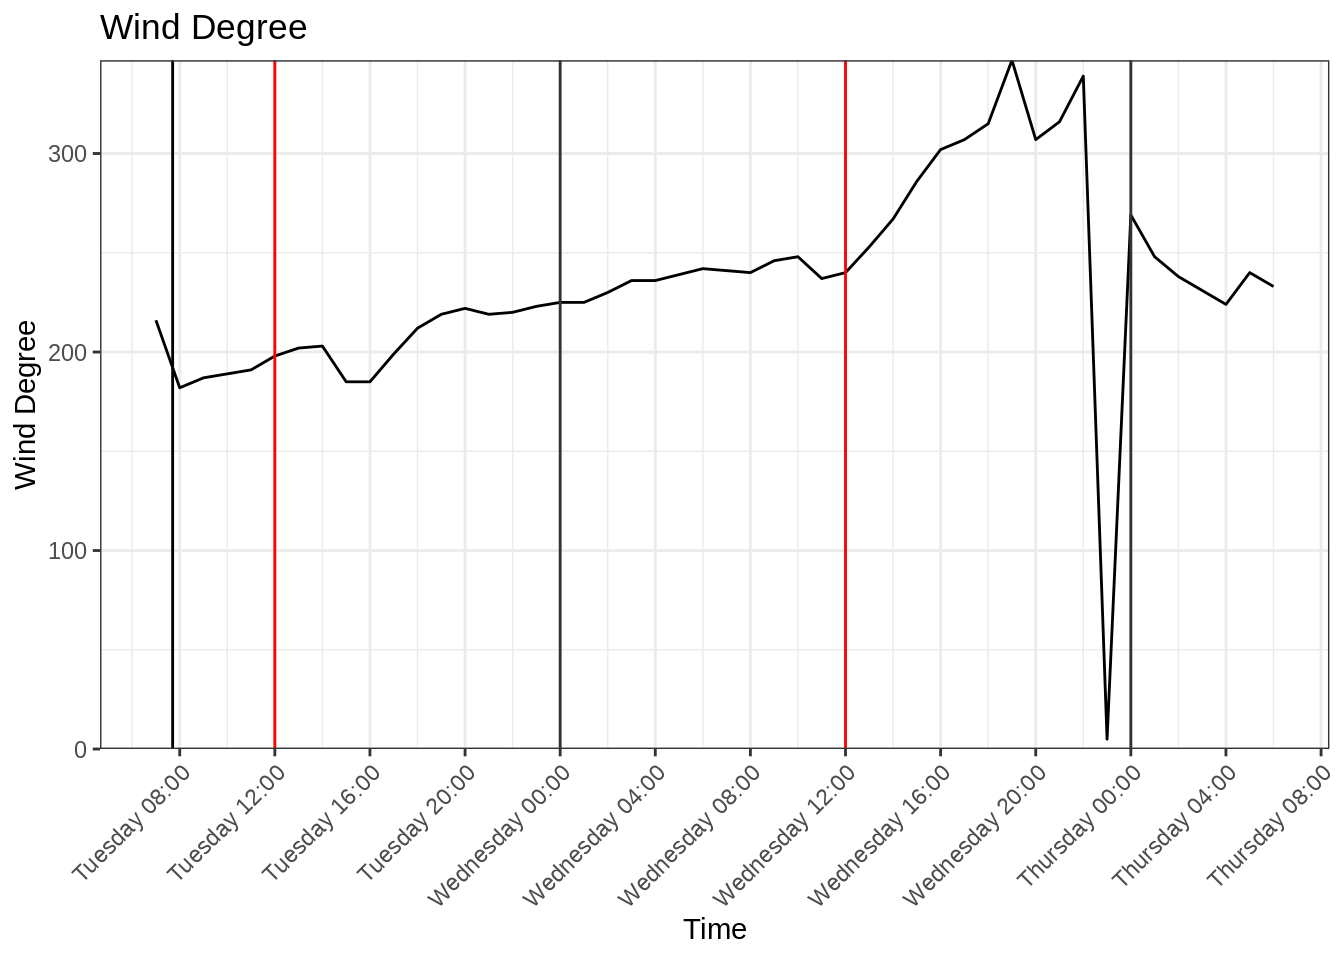 Wind Degree
Wind Degree
300
200
100
0
Tuesday 08:00
Tuesday 12:00
Tuesday 16:00
Tuesday 20:00
Wednesday 00:00
Wednesday 04:00
Wednesday 08:00
Wednesday 12:00
Wednesday 16:00
Wednesday 20:00
Thursday 00:00
Thursday 04:00
Thursday 08:00
Time